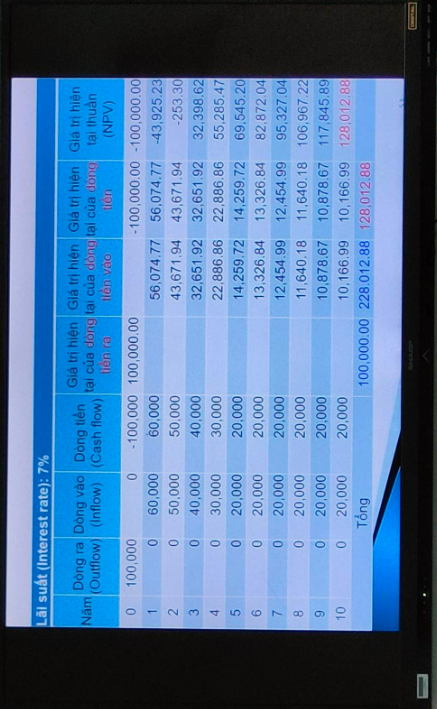 Lãi suất (Interest rate): 7%
Năm Dòng ra (Outflow) Dòng vào (Inflow) Dòng tiền (Cash flow) Giá trị hiện tại của dòng tiền ra Giá trị hiện tại của dòng tiền vào Giá trị hiện tại của dòng tiền Giá trị hiện tại thuần (NPV)
0 100,000 0 -100,000 100,000.00 -100,000.00 -100,000.00
1 0 60,000 60,000 56,074.77 56,074.77 -43,925.23
2 0 50,000 50,000 43,671.94 43,671.94 -253.30
3 0 40,000 40,000 32,651.92 32,651.92 32,398.62
4 0 30,000 30,000 22,886.86 22,886.86 55,285.47
5 0 20,000 20,000 14,259.72 14,259.72 69,545.20
6 0 20,000 20,000 13,326.84 13,326.84 82,872.04
7 0 20,000 20,000 12,454.99 12,454.99 95,327.04
8 0 20,000 20,000 11,640.18 11,640.18 106,967.22
9 0 20,000 20,000 10,878.67 10,878.67 117,845.89
10 0 20,000 20,000 10,166.99 10,166.99 128,012.88
Tổng 100,000.00 228,012.88 128,012.88